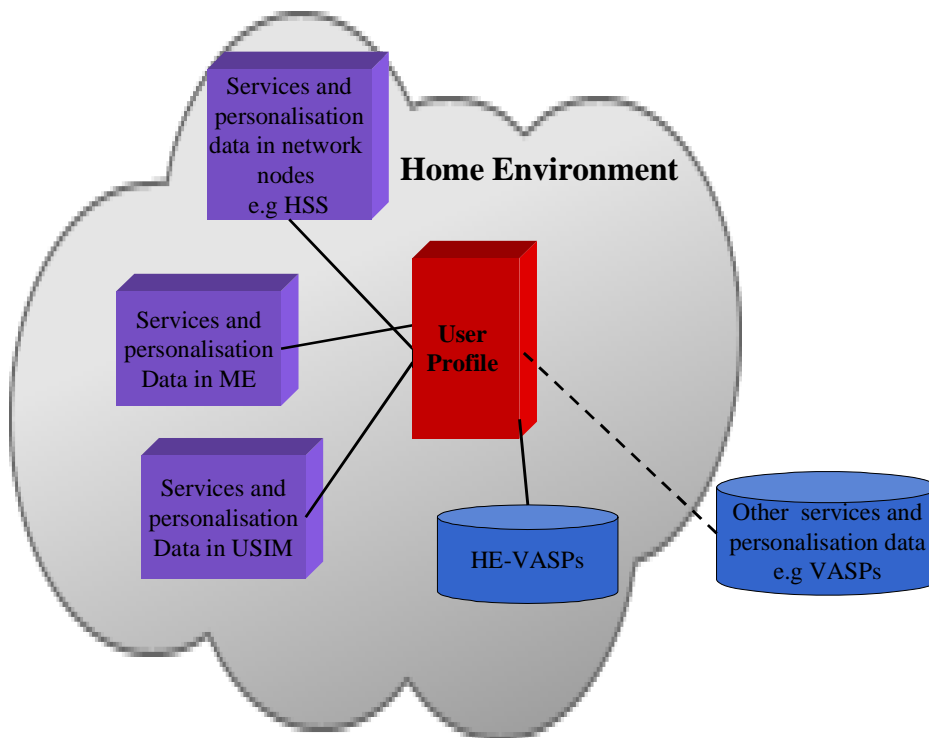 Services and
personalisation
data in network
nodes
e.g HSS
Home Environment
Services and
personalisation
Data in ME
User
Profile
Services and
personalisation
Data in USIM
HE-VASPs
Other services and
personalisation data
e.g VASPs